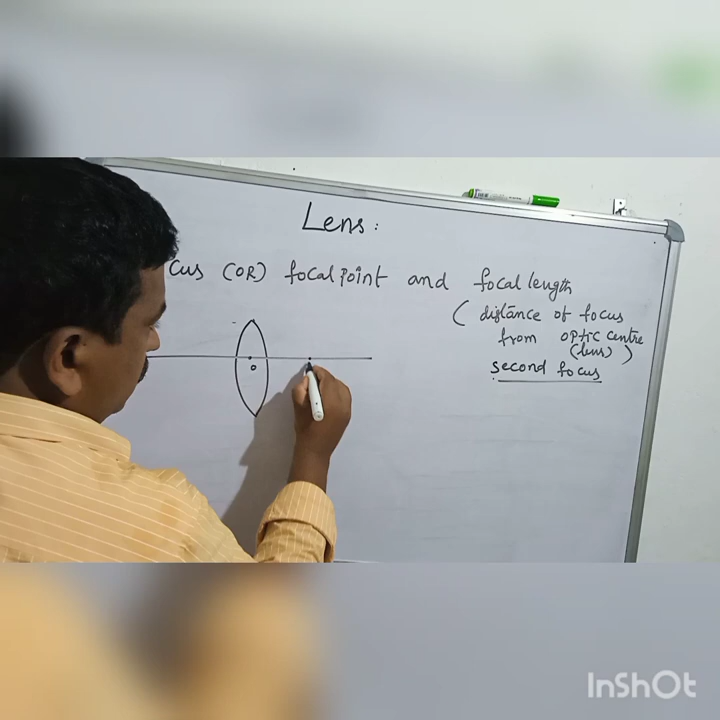 Lens:
cus (OR) focal point and focal length
( distance of focus
from optic centre
(lens) )
second focus
o
InShOt